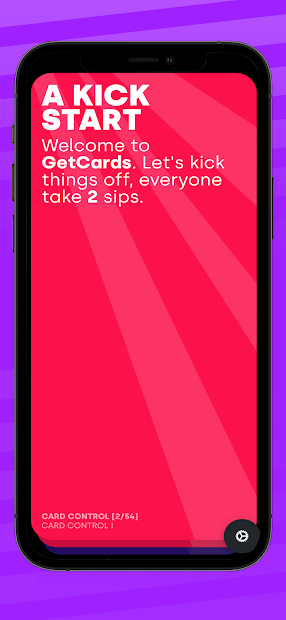 A KICK
START
Welcome to
GetCards. Let's kick
things off, everyone
take 2 sips.
CARD CONTROL [2/54]
CARD CONTROL I